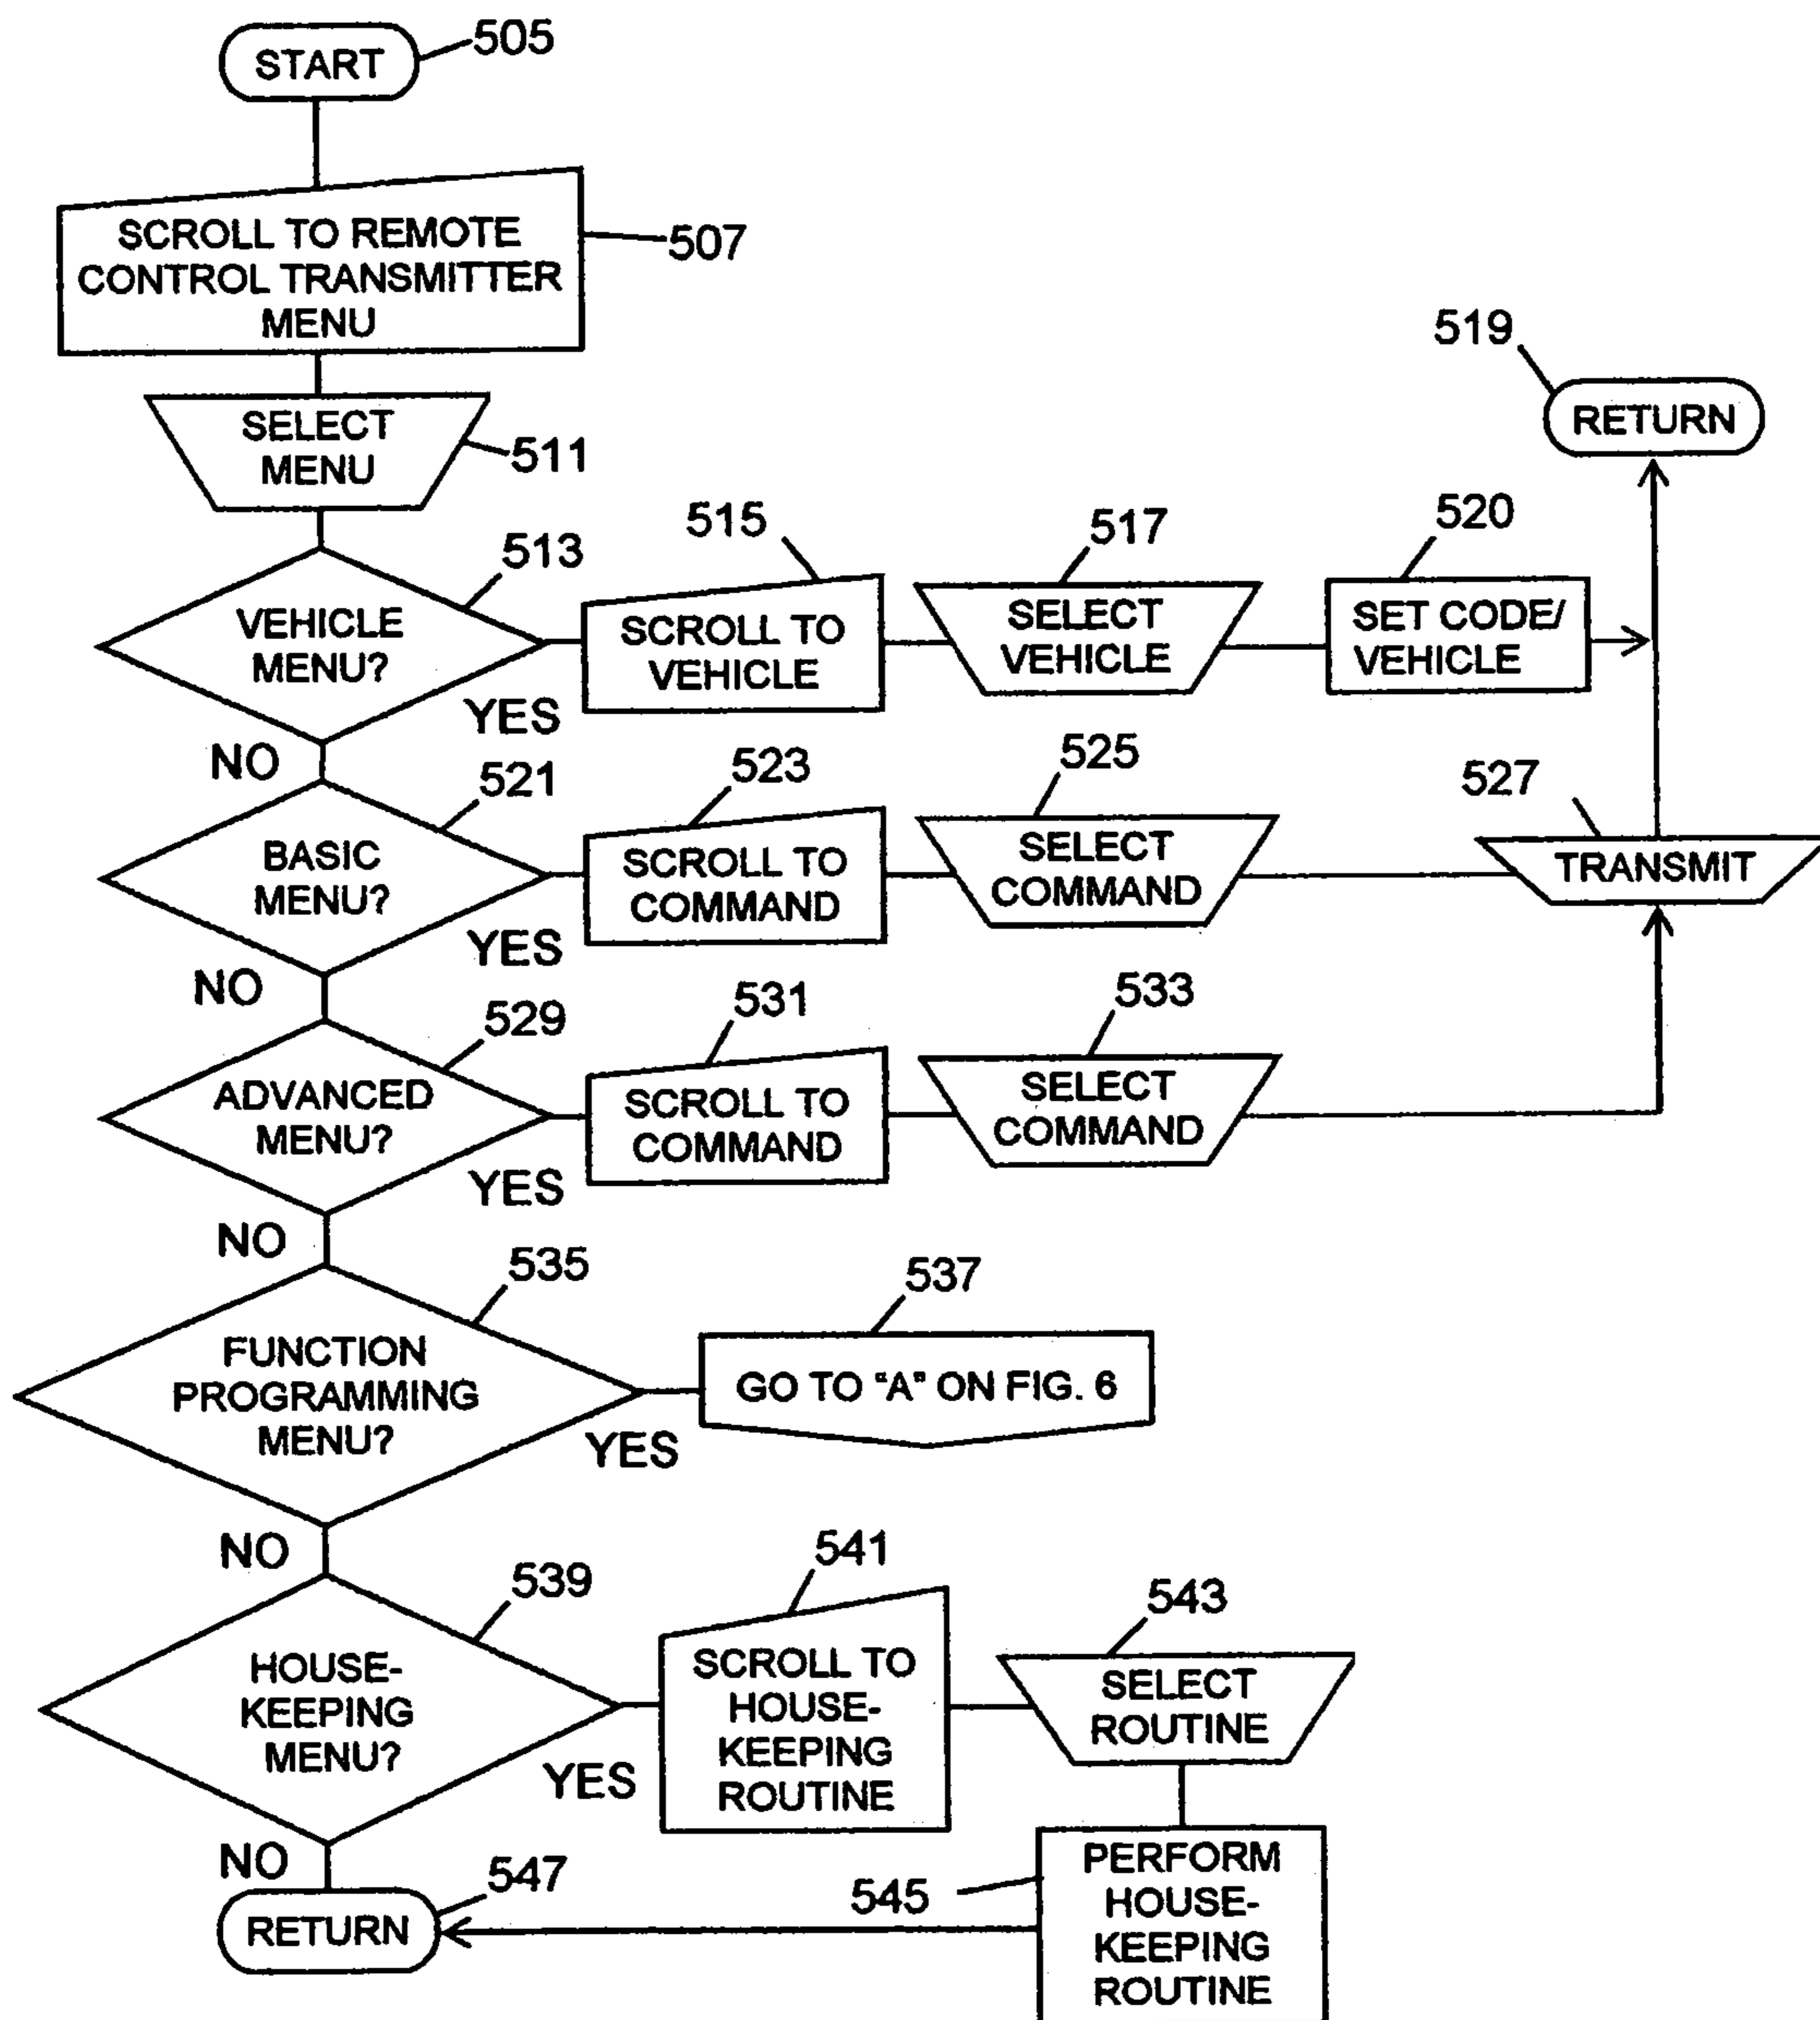 START
505
SCROLL TO REMOTE
CONTROL TRANSMITTER
MENU
507
SELECT
MENU
511
519
RETURN
VEHICLE
MENU?
513
YES
NO
515
SCROLL TO
VEHICLE
517
SELECT
VEHICLE
520
SET CODE/
VEHICLE
BASIC
MENU?
521
YES
NO
523
SCROLL TO
COMMAND
525
SELECT
COMMAND
527
TRANSMIT
ADVANCED
MENU?
529
YES
NO
531
SCROLL TO
COMMAND
533
SELECT
COMMAND
FUNCTION
PROGRAMMING
MENU?
535
YES
NO
537
GO TO "A" ON FIG. 6
HOUSE-
KEEPING
MENU?
539
YES
NO
541
SCROLL TO
HOUSE-
KEEPING
ROUTINE
543
SELECT
ROUTINE
545
PERFORM
HOUSE-
KEEPING
ROUTINE
547
RETURN